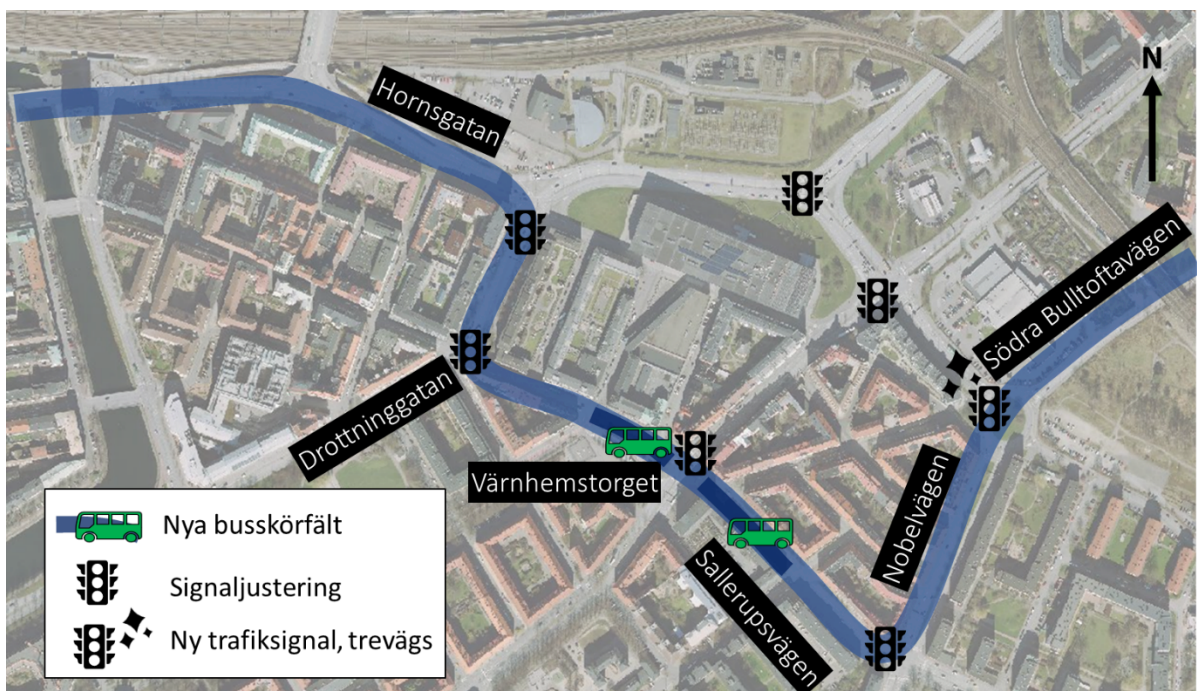 Hornsgatan
N
Södra Bulltoftavägen
Drottninggatan
Värnhemstorget
Nobelvägen
Sallerupsvägen
Nya busskörfält
Signaljustering
Ny trafiksignal, trevägs